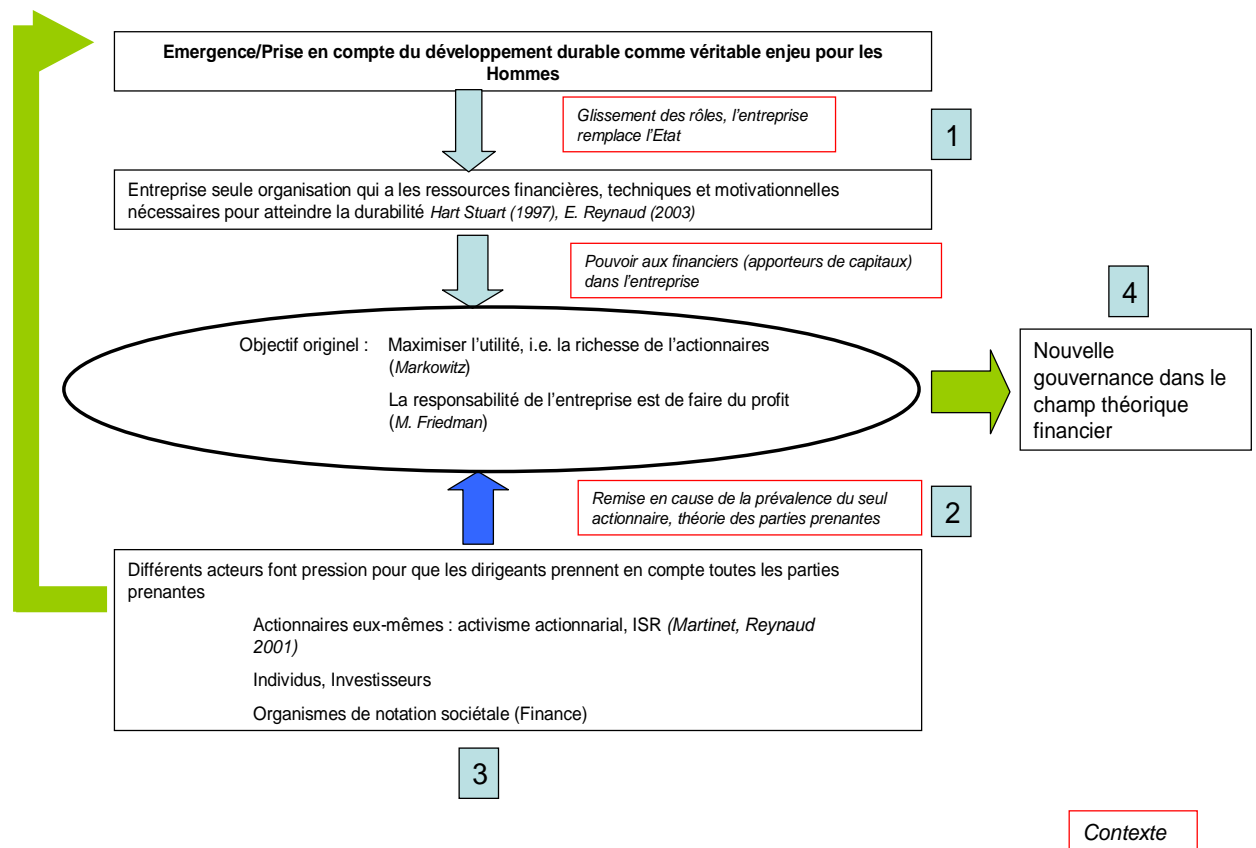 Emergence/Prise en compte du développement durable comme véritable enjeu pour les
Hommes
Glissement des rôles, l'entreprise
remplace l'Etat
1
Entreprise seule organisation qui a les ressources financières, techniques et motivationnelles
nécessaires pour atteindre la durabilité Hart Stuart (1997), E. Reynaud (2003)
Pouvoir aux financiers (apporteurs de capitaux)
dans l'entreprise
4
Objectif originel : Maximiser l'utilité, i.e. la richesse de l'actionnaires
(Markowitz)
La responsabilité de l'entreprise est de faire du profit
(M. Friedman)
Nouvelle
gouvernance dans le
champ théorique
financier
Remise en cause de la prévalence du seul
actionnaire, théorie des parties prenantes
2
Différents acteurs font pression pour que les dirigeants prennent en compte toutes les parties
prenantes
Actionnaires eux-mêmes : activisme actionnarial, ISR (Martinet, Reynaud
2001)
Individus, Investisseurs
Organismes de notation sociétale (Finance)
3
Contexte